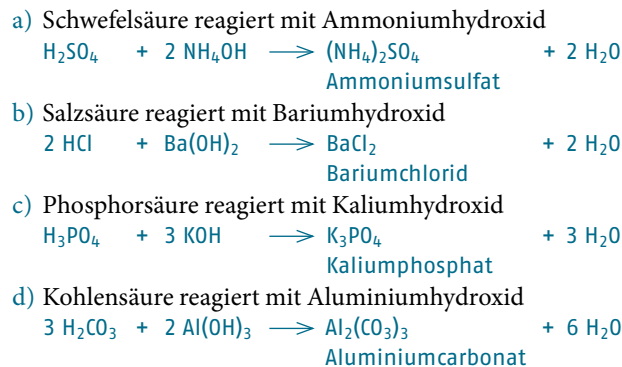 a) Schwefelsäure reagiert mit Ammoniumhydroxid
H₂SO₄ + 2 NH₄OH ⟶ (NH₄)₂SO₄ + 2 H₂O
Ammoniumsulfat
b) Salzsäure reagiert mit Bariumhydroxid
2 HCl + Ba(OH)₂ ⟶ BaCl₂ + 2 H₂O
Bariumchlorid
c) Phosphorsäure reagiert mit Kaliumhydroxid
H₃PO₄ + 3 KOH ⟶ K₃PO₄ + 3 H₂O
Kaliumphosphat
d) Kohlensäure reagiert mit Aluminiumhydroxid
3 H₂CO₃ + 2 Al(OH)₃ ⟶ Al₂(CO₃)₃ + 6 H₂O
Aluminiumcarbonat